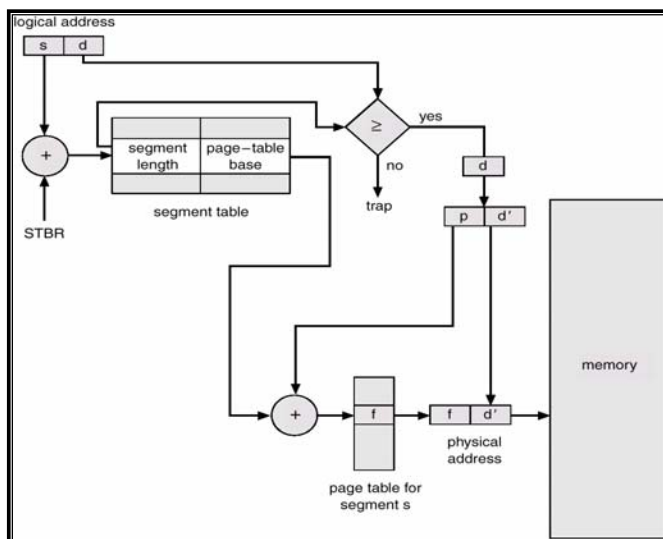 logical address
s d
≥
yes
no
trap
+
segment length
page–table base
segment table
STBR
d
p d'
memory
+
f
f d'
physical address
page table for segment s